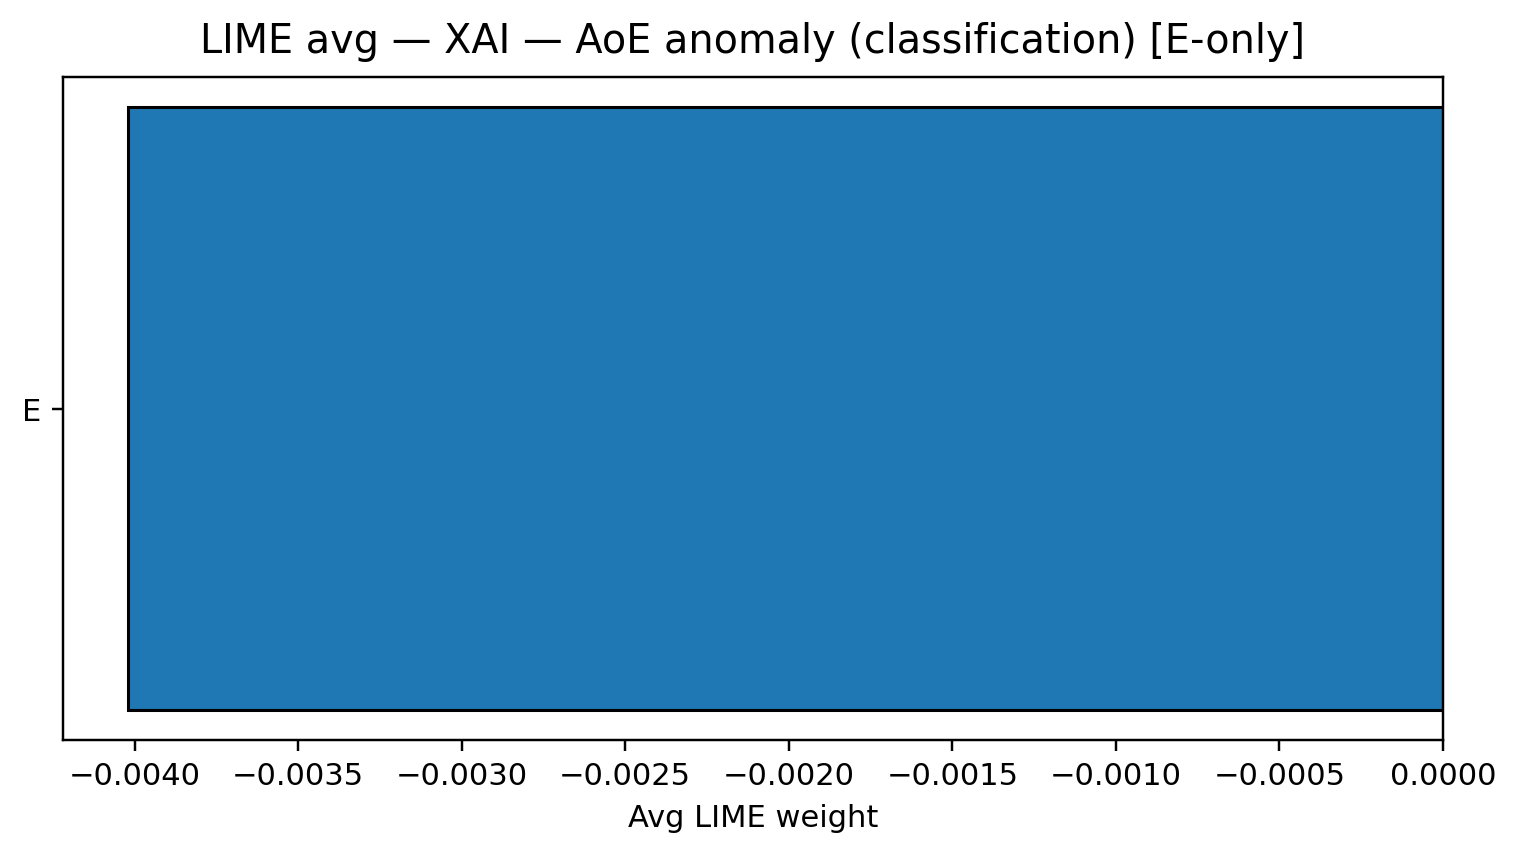 LIME avg — XAI — AoE anomaly (classification) [E-only]
E
−0.0040 −0.0035 −0.0030 −0.0025 −0.0020 −0.0015 −0.0010 −0.0005 0.0000
Avg LIME weight